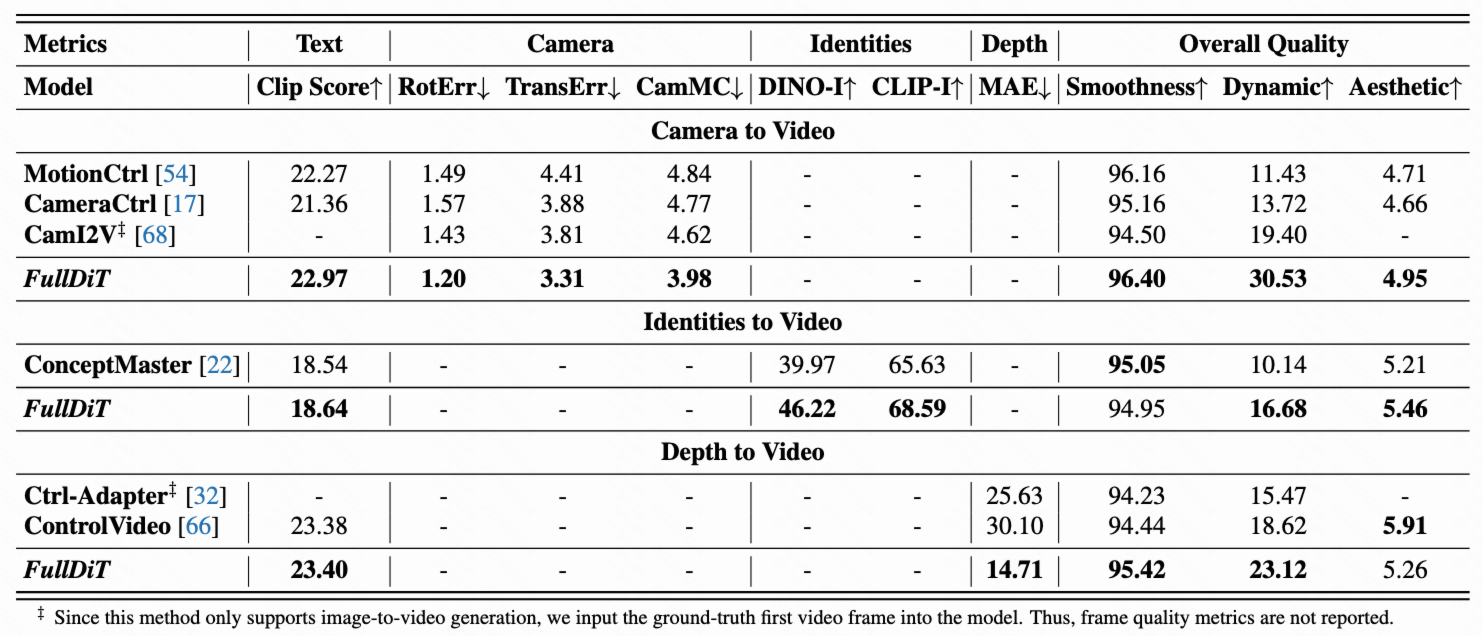 Metrics Text Camera Identities Depth Overall Quality
Model Clip Score↑ RotErr↓ TransErr↓ CamMC↓ DINO-I↑ CLIP-I↑ MAE↓ Smoothness↑ Dynamic↑ Aesthetic↑
Camera to Video
MotionCtrl [54] 22.27 1.49 4.41 4.84 - - - 96.16 11.43 4.71
CameraCtrl [17] 21.36 1.57 3.88 4.77 - - - 95.16 13.72 4.66
CamI2V‡ [68] - 1.43 3.81 4.62 - - - 94.50 19.40 -
FullDiT 22.97 1.20 3.31 3.98 - - - 96.40 30.53 4.95
Identities to Video
ConceptMaster [22] 18.54 - - - 39.97 65.63 - 95.05 10.14 5.21
FullDiT 18.64 - - - 46.22 68.59 - 94.95 16.68 5.46
Depth to Video
Ctrl-Adapter‡ [32] - - - - - - 25.63 94.23 15.47 -
ControlVideo [66] 23.38 - - - - - 30.10 94.44 18.62 5.91
FullDiT 23.40 - - - - - 14.71 95.42 23.12 5.26
‡ Since this method only supports image-to-video generation, we input the ground-truth first video frame into the model. Thus, frame quality metrics are not reported.